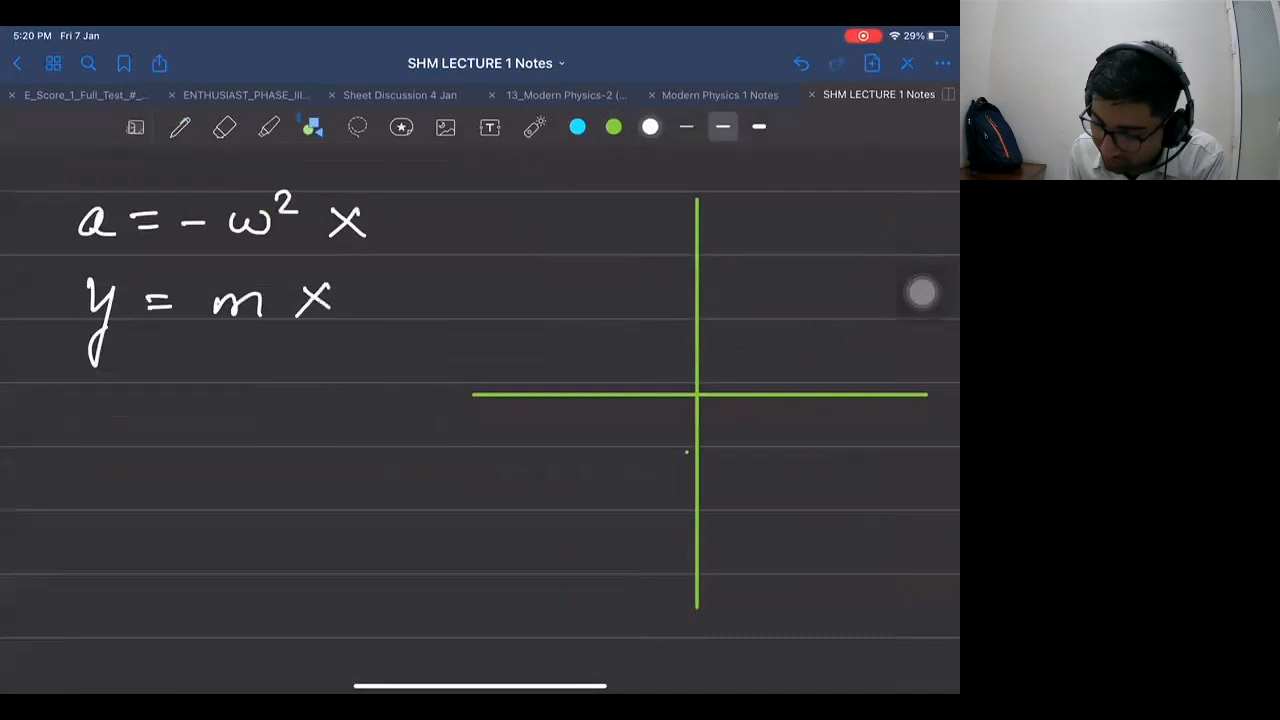 5:20 PM Fri 7 Jan
29%
SHM LECTURE 1 Notes
E_Score_1_Full_Test_#_...
ENTHUSIAST_PHASE_III...
Sheet Discussion 4 Jan
13_Modern Physics-2 (...
Modern Physics 1 Notes
SHM LECTURE 1 Notes
a = - ω² x
y = m x